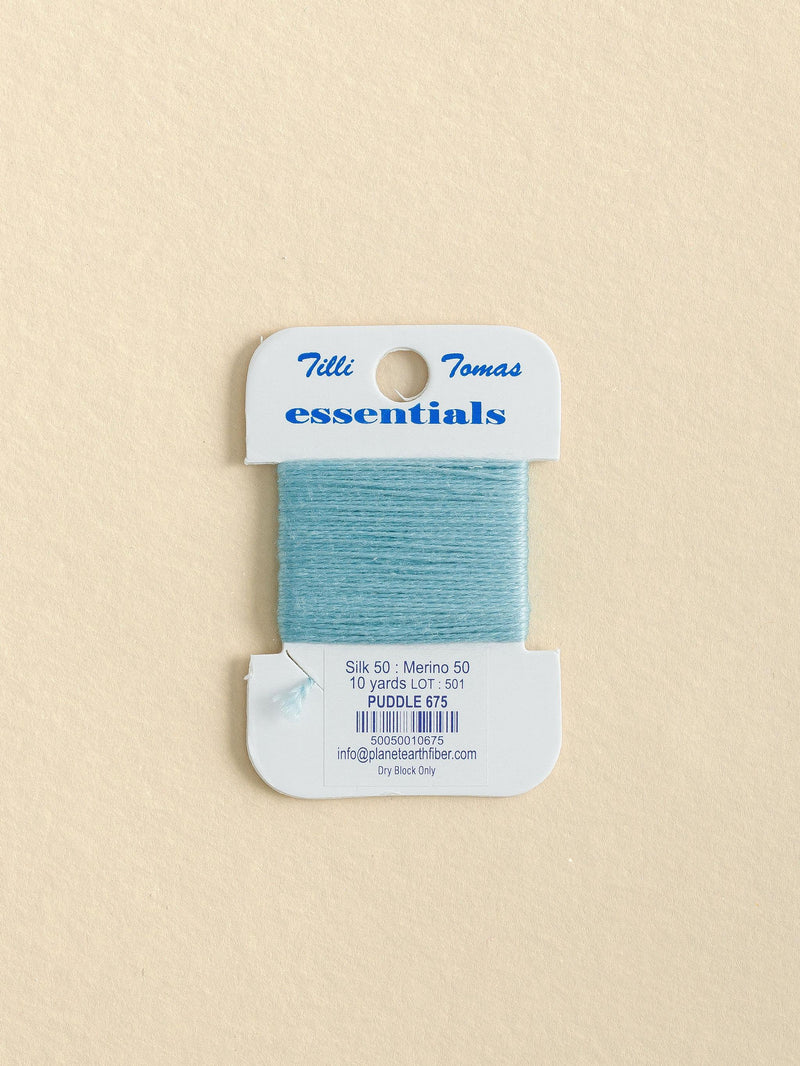 Tilli Tomas
essentials
Silk 50 : Merino 50
10 yards LOT : 501
PUDDLE 675
50050010675
info@planetearthfiber.com
Dry Block Only